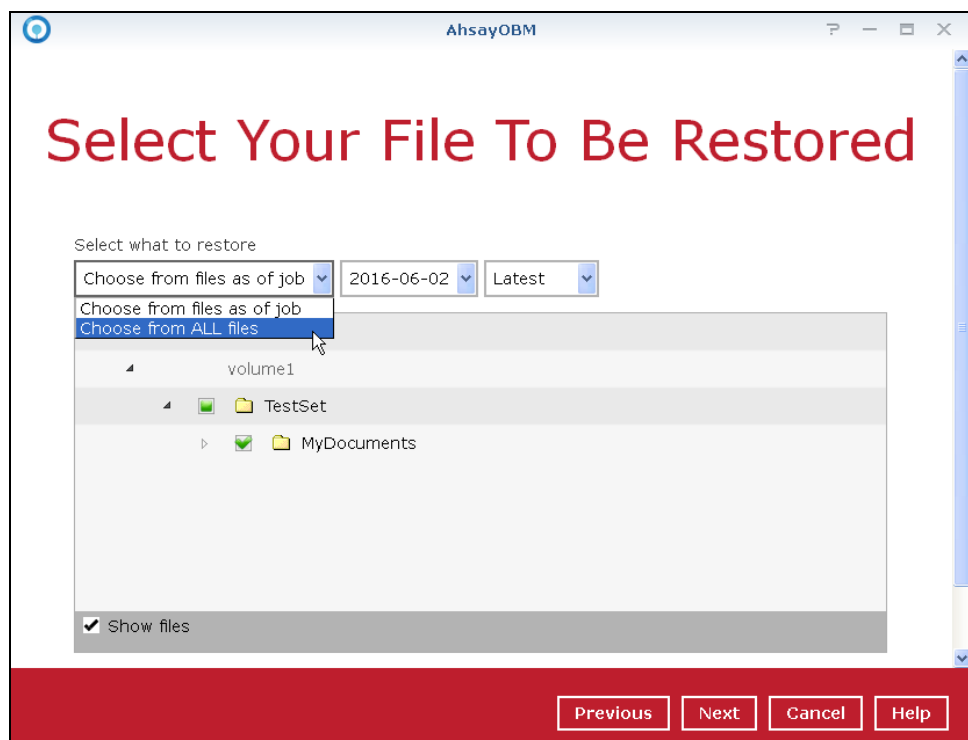 AhsayOBM
Select Your File To Be Restored
Select what to restore
Choose from files as of job 2016-06-02 Latest
Choose from files as of job
Choose from ALL files
volume1
TestSet
MyDocuments
Show files
Previous Next Cancel Help